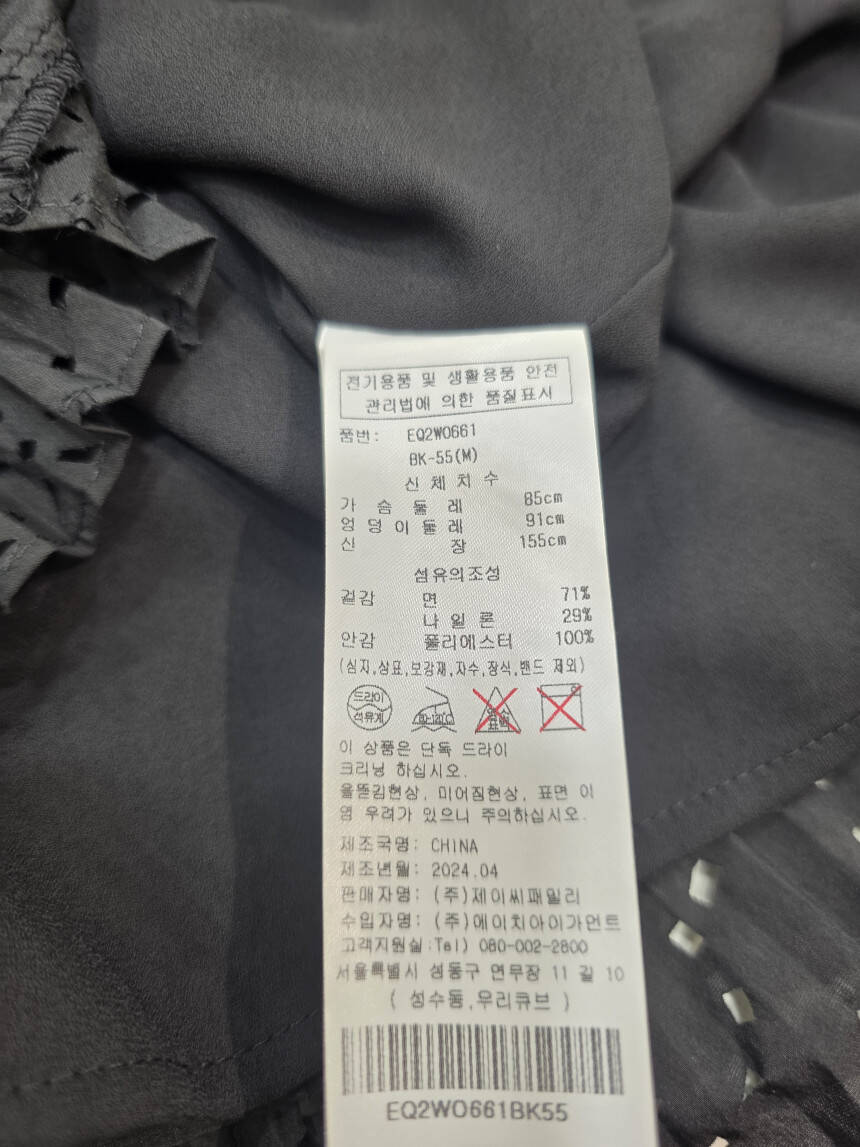 전기용품 및 생활용품 안전
관리법에 의한 품질표시
품번: EQ2WO661
BK-55(M)
신 체 치 수
가 슴 둘 레 85cm
엉 덩 이 둘 레 91cm
신 장 155cm
섬유의조성
겉감 면 71%
나 일 론 29%
안감 폴리에스터 100%
(심지,상표,보강재,자수,장식,밴드 제외)
드라이
석유계
80-120℃
염소
표백
이 상품은 단독 드라이
크리닝 하십시오.
올뜯김현상, 미어짐현상, 표면 이
염 우려가 있으니 주의하십시오.
제조국명: CHINA
제조년월: 2024.04
판매자명: (주)제이씨패밀리
수입자명: (주)에이치아이가먼트
고객지원실:Tel) 080-002-2800
서울특별시 성동구 연무장 11 길 10
( 성수동,우리큐브 )
EQ2WO661BK55